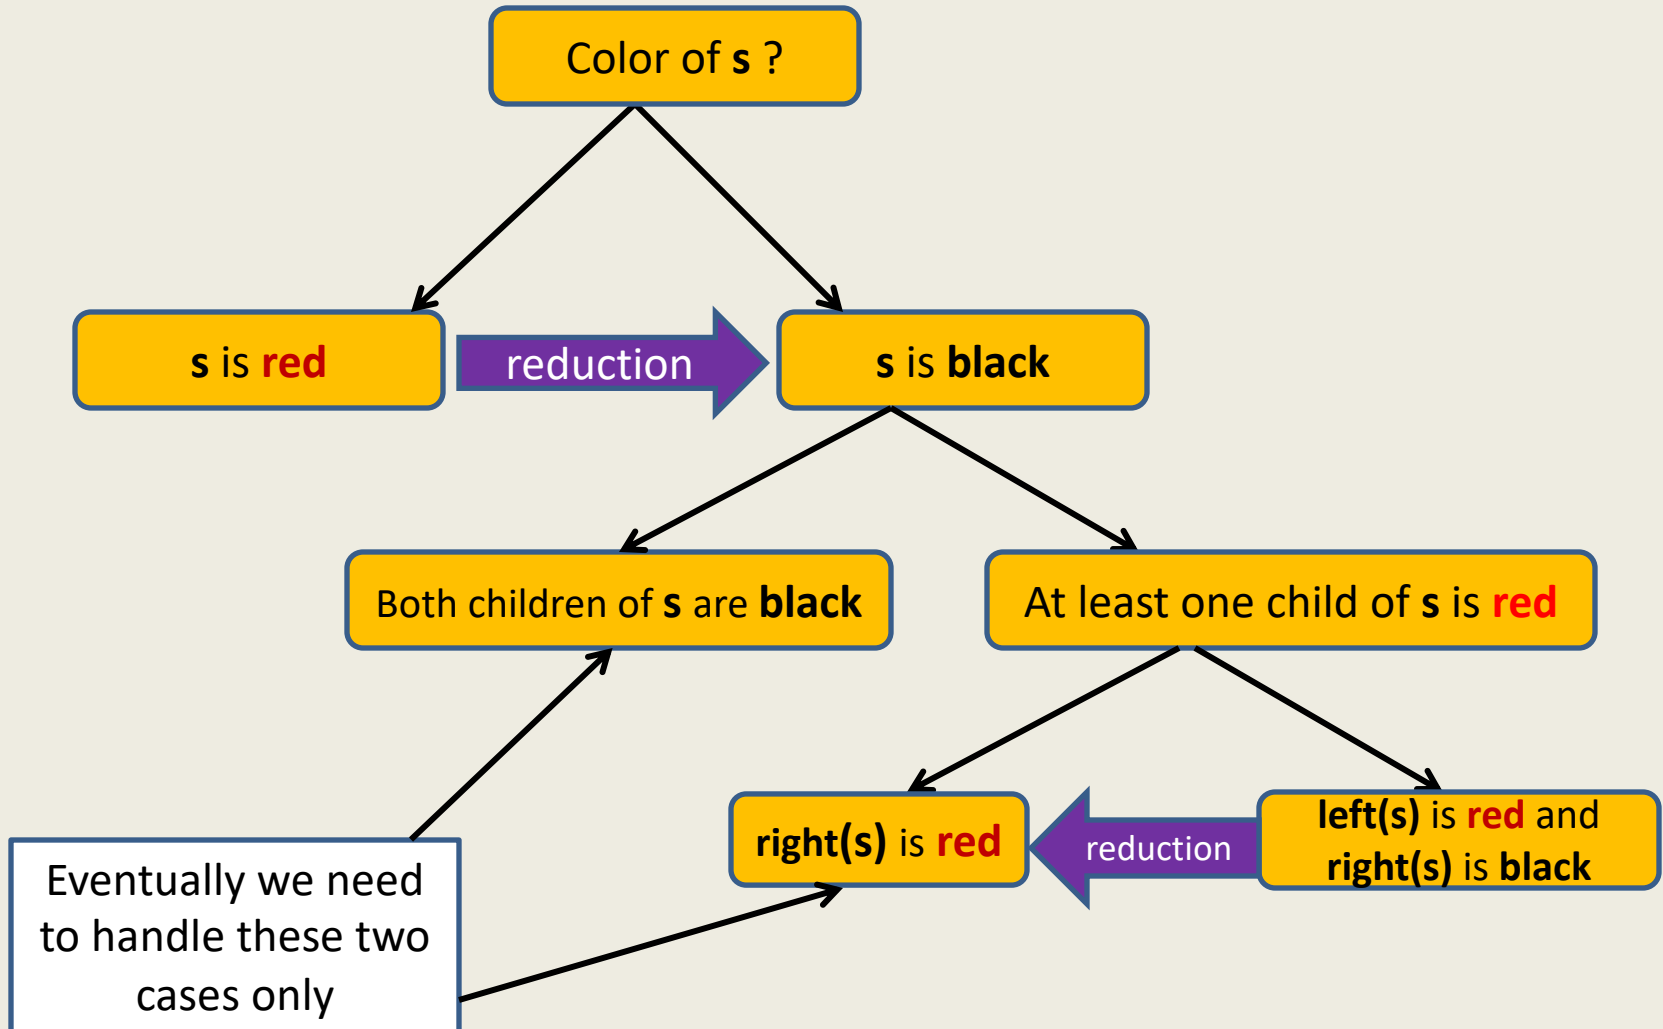 Color of s ?
s is red
reduction
s is black
Both children of s are black
At least one child of s is red
right(s) is red
reduction
left(s) is red and
right(s) is black
Eventually we need
to handle these two
cases only